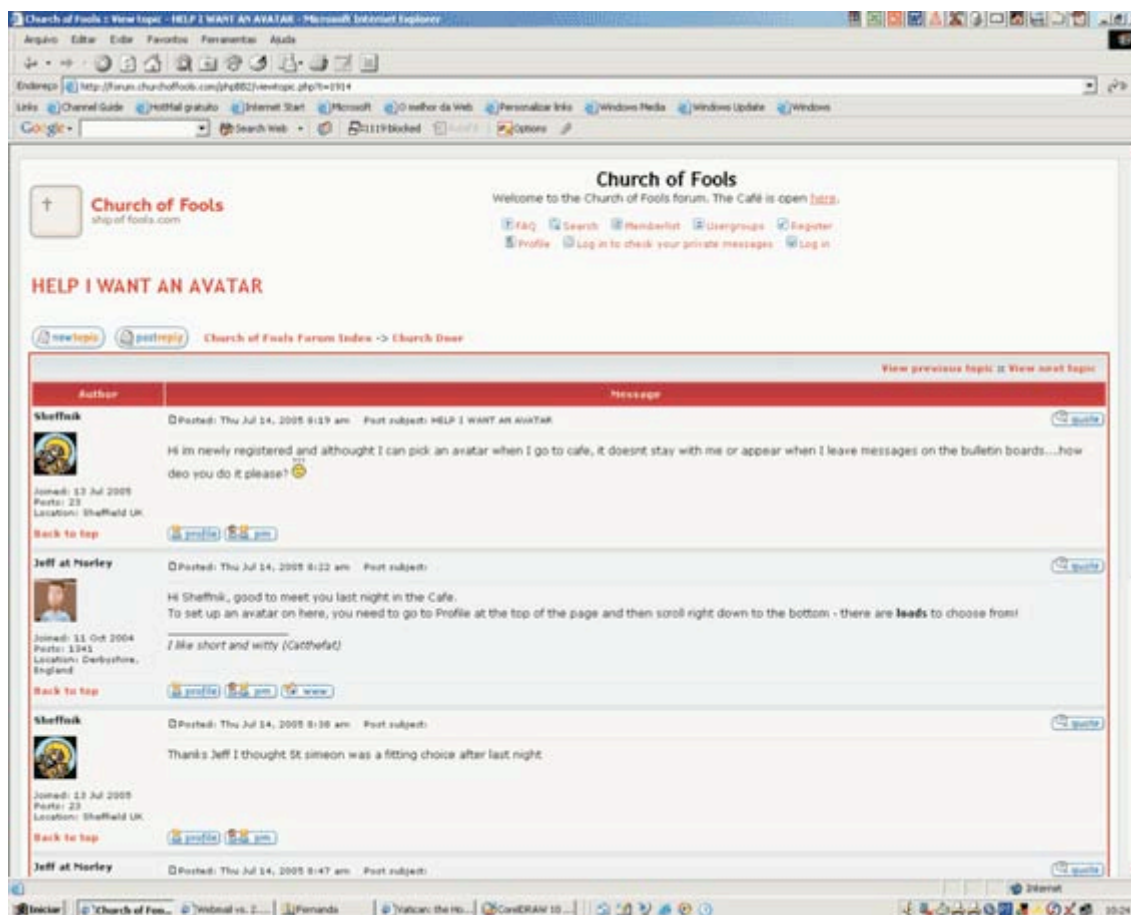 Church of Fools :: View topic - HELP I WANT AN AVATAR - Microsoft Internet Explorer
Arquivo Editar Exibir Favoritos Ferramentas Ajuda
Endereço http://forum.churchoffools.com/phpBB2/viewtopic.php?t=1914
Links Channel Guide HotMail gratuito Internet Start Microsoft O melhor da Web Personalizar links Windows Media Windows Update Windows
Google Search Web 1119 blocked Options
Church of Fools
ship of fools.com
Church of Fools
Welcome to the Church of Fools forum. The Café is open here.
FAQ Search Memberlist Usergroups Register
Profile Log in to check your private messages Log in
HELP I WANT AN AVATAR
newtopic postreply Church of Fools Forum Index -> Church Door
View previous topic :: View next topic
Author Message
Sheffnik
Posted: Thu Jul 14, 2005 8:19 am Post subject: HELP I WANT AN AVATAR
quote
Hi im newly registered and althought I can pick an avatar when I go to cafe, it doesnt stay with me or appear when I leave messages on the bulletin boards....how
deo you do it please?
Joined: 13 Jul 2005
Posts: 23
Location: Sheffield UK
Back to top profile pm
Jeff at Morley
Posted: Thu Jul 14, 2005 8:22 am Post subject:
quote
Hi Sheffnik, good to meet you last night in the Cafe.
To set up an avatar on here, you need to go to Profile at the top of the page and then scroll right down to the bottom - there are loads to choose from!
I like short and witty (Catthefat)
Joined: 11 Oct 2004
Posts: 1341
Location: Derbyshire,
England
Back to top profile pm www
Sheffnik
Posted: Thu Jul 14, 2005 8:38 am Post subject:
quote
Thanks Jeff I thought St simeon was a fitting choice after last night
Joined: 13 Jul 2005
Posts: 23
Location: Sheffield UK
Back to top profile pm
Jeff at Morley
Posted: Thu Jul 14, 2005 8:47 am Post subject:
quote
Internet
Iniciar Church of Foo... Webmail vs. 2.... Fernanda Vatican: the Ho... CorelDRAW 10 ... 10:24